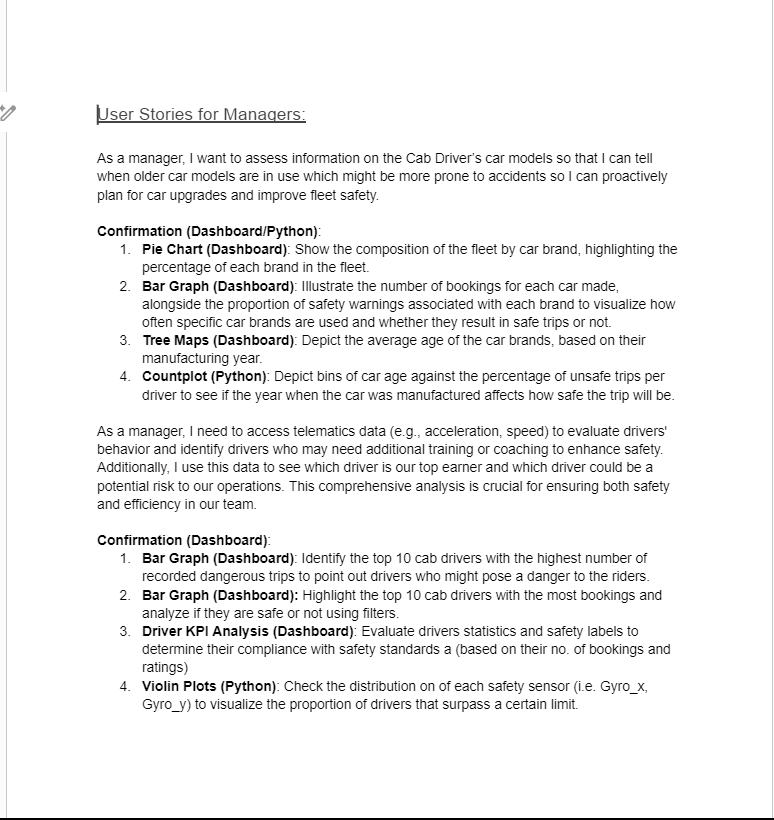 User Stories for Managers:
As a manager, I want to assess information on the Cab Driver's car models so that I can tell
when older car models are in use which might be more prone to accidents so I can proactively
plan for car upgrades and improve fleet safety.
Confirmation (Dashboard/Python):
1. Pie Chart (Dashboard): Show the composition of the fleet by car brand, highlighting the
percentage of each brand in the fleet.
2. Bar Graph (Dashboard): Illustrate the number of bookings for each car made,
alongside the proportion of safety warnings associated with each brand to visualize how
often specific car brands are used and whether they result in safe trips or not.
3. Tree Maps (Dashboard): Depict the average age of the car brands, based on their
manufacturing year.
4. Countplot (Python): Depict bins of car age against the percentage of unsafe trips per
driver to see if the year when the car was manufactured affects how safe the trip will be.
As a manager, I need to access telematics data (e.g., acceleration, speed) to evaluate drivers'
behavior and identify drivers who may need additional training or coaching to enhance safety.
Additionally, I use this data to see which driver is our top earner and which driver could be a
potential risk to our operations. This comprehensive analysis is crucial for ensuring both safety
and efficiency in our team.
Confirmation (Dashboard):
1. Bar Graph (Dashboard): Identify the top 10 cab drivers with the highest number of
recorded dangerous trips to point out drivers who might pose a danger to the riders.
2. Bar Graph (Dashboard): Highlight the top 10 cab drivers with the most bookings and
analyze if they are safe or not using filters.
3. Driver KPI Analysis (Dashboard): Evaluate drivers statistics and safety labels to
determine their compliance with safety standards a (based on their no. of bookings and
ratings)
4. Violin Plots (Python): Check the distribution on of each safety sensor (i.e. Gyro_x,
Gyro_y) to visualize the proportion of drivers that surpass a certain limit.